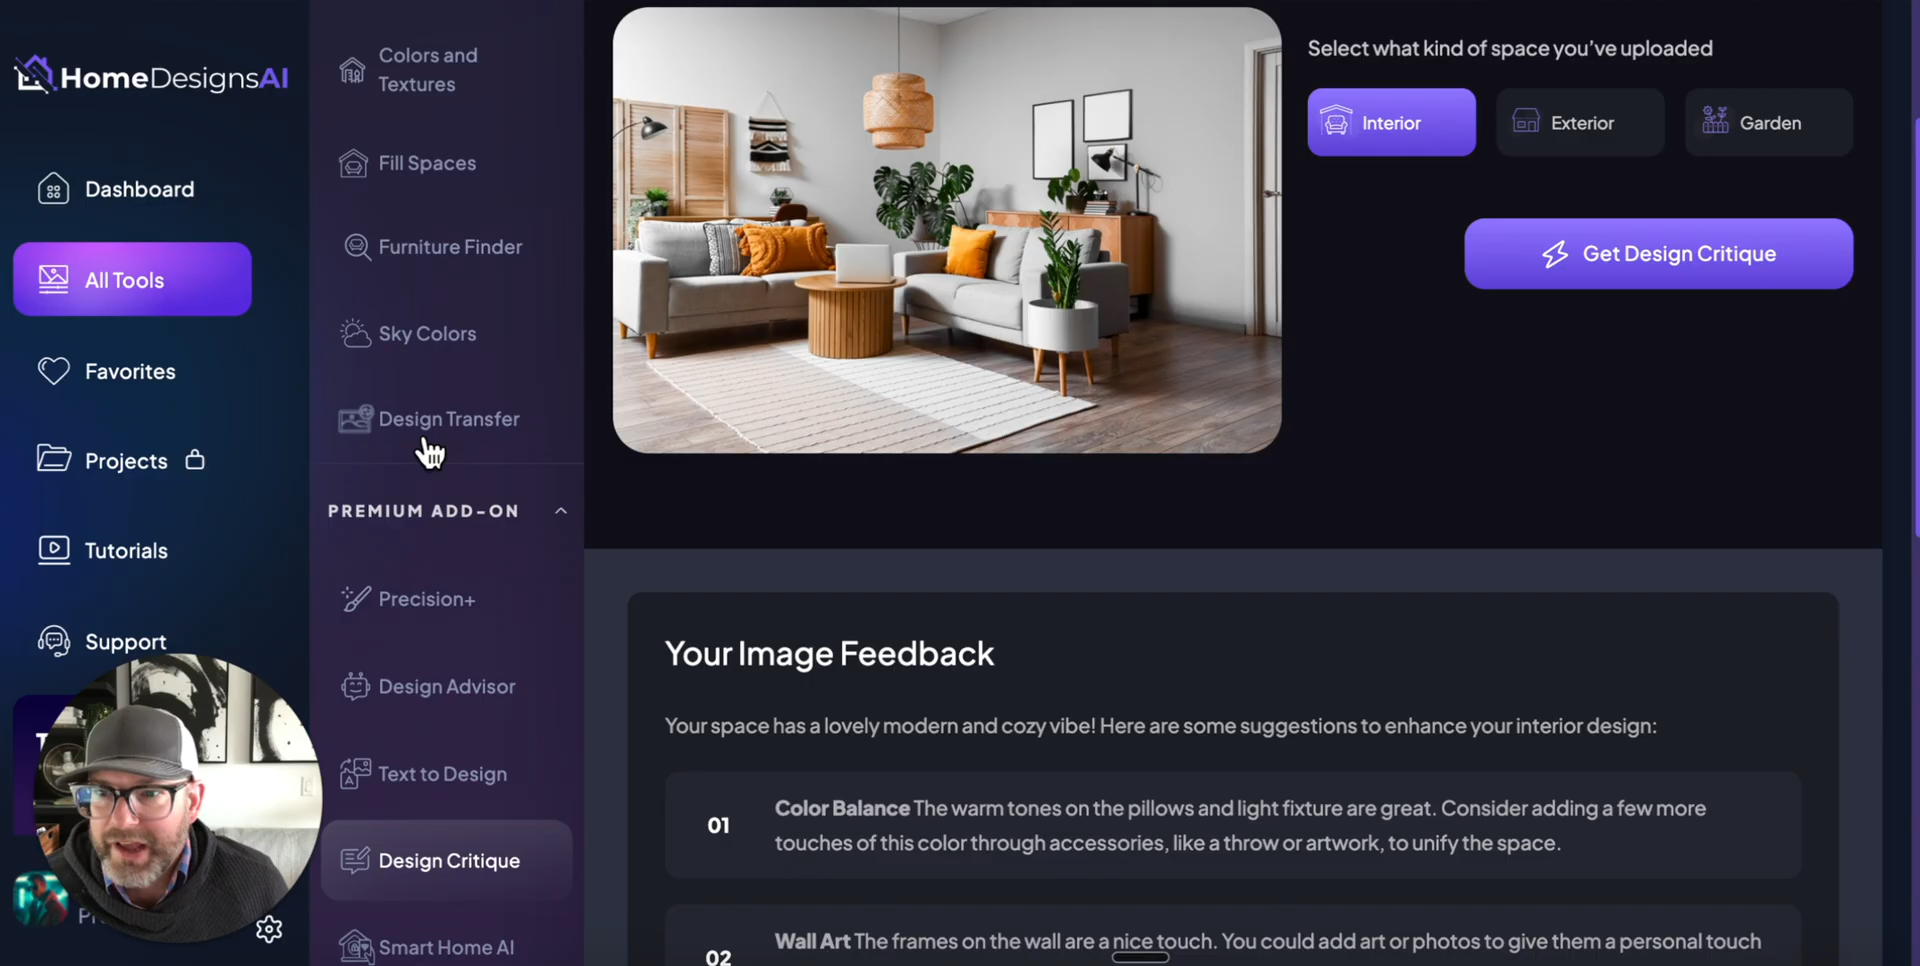 HomeDesignsAI
Dashboard
All Tools
Favorites
Projects
Tutorials
Support
Colors and
Textures
Fill Spaces
Furniture Finder
Sky Colors
Design Transfer
PREMIUM ADD-ON
Precision+
Design Advisor
Text to Design
Design Critique
Smart Home AI
Select what kind of space you've uploaded
Interior
Exterior
Garden
Get Design Critique
Your Image Feedback
Your space has a lovely modern and cozy vibe! Here are some suggestions to enhance your interior design:
01
Color Balance The warm tones on the pillows and light fixture are great. Consider adding a few more
touches of this color through accessories, like a throw or artwork, to unify the space.
02
Wall Art The frames on the wall are a nice touch. You could add art or photos to give them a personal touch